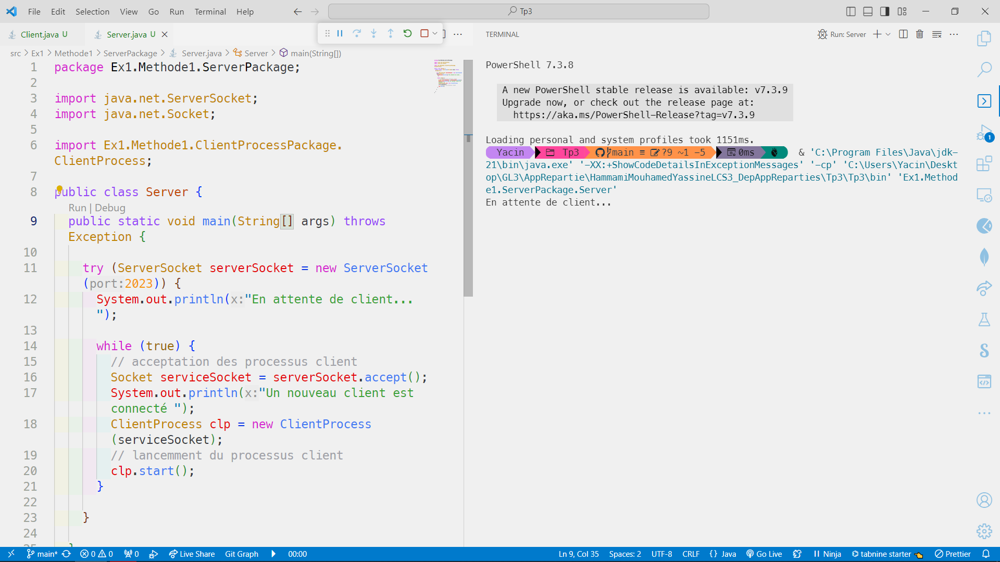 File Edit Selection View Go Run Terminal Help
Tp3
Client.java U
Server.java U
src > Ex1 > Methode1 > ServerPackage > Server.java > Server > main(String[])
1 package Ex1.Methode1.ServerPackage;
2
3 import java.net.ServerSocket;
4 import java.net.Socket;
5
6 import Ex1.Methode1.ClientProcessPackage.
ClientProcess;
7
8 public class Server {
Run | Debug
9 public static void main(String[] args) throws
Exception {
10
11 try (ServerSocket serverSocket = new ServerSocket
(port:2023)) {
12 System.out.println(x:"En attente de client...
");
13
14 while (true) {
15 // acceptation des processus client
16 Socket serviceSocket = serverSocket.accept();
17 System.out.println(x:"Un nouveau client est
connecté ");
18 ClientProcess clp = new ClientProcess
(serviceSocket);
19 // lancemment du processus client
20 clp.start();
21 }
22
23 }
24
TERMINAL
Run: Server
PowerShell 7.3.8
A new PowerShell stable release is available: v7.3.9
Upgrade now, or check out the release page at:
https://aka.ms/PowerShell-Release?tag=v7.3.9
Loading personal and system profiles took 1151ms.
Yacin Tp3 main ≡ ?9 ~1 -5 0ms & 'C:\Program Files\Java\jdk-
21\bin\java.exe' '-XX:+ShowCodeDetailsInExceptionMessages' '-cp' 'C:\Users\Yacin\Deskt
op\GL3\AppRepartie\HammamiMouhamedYassineLCS3_DepAppReparties\Tp3\Tp3\bin' 'Ex1.Method
e1.ServerPackage.Server'
En attente de client...
1
main* 0 0 0 Live Share Git Graph 00:00
Ln 9, Col 35 Spaces: 2 UTF-8 CRLF {} Java Go Live Ninja tabnine starter Prettier